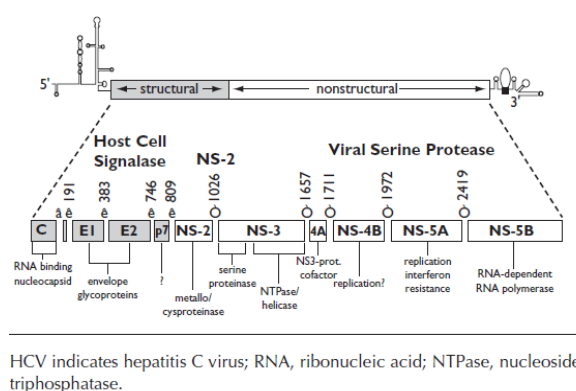 5'
structural
nonstructural
3'
Host Cell
Signalase
NS-2
Viral Serine Protease
191
383
746
809
1026
1657
1711
1972
2419
C
E1
E2
p7
NS-2
NS-3
4A
NS-4B
NS-5A
NS-5B
RNA binding
nucleocapsid
envelope
glycoproteins
?
metallo/
cysproteinase
serine
proteinase
NTPase/
helicase
NS3-prot.
cofactor
replication?
replication
interferon
resistance
RNA-dependent
RNA polymerase
HCV indicates hepatitis C virus; RNA, ribonucleic acid; NTPase, nucleoside
triphosphatase.